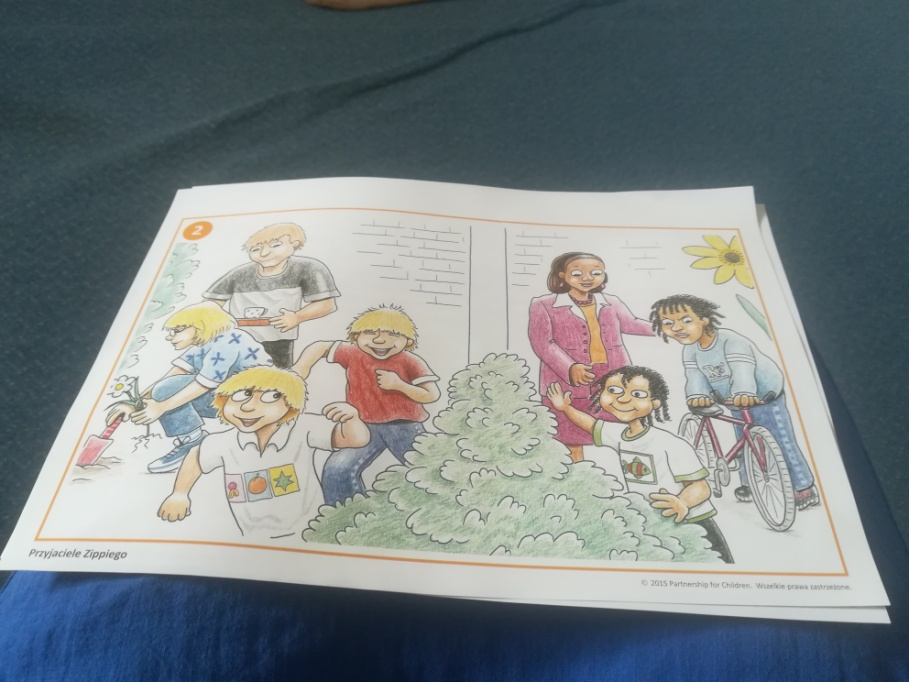 2
Przyjaciele Zippiego
© 2015 Partnership for Children. Wszelkie prawa zastrzeżone.